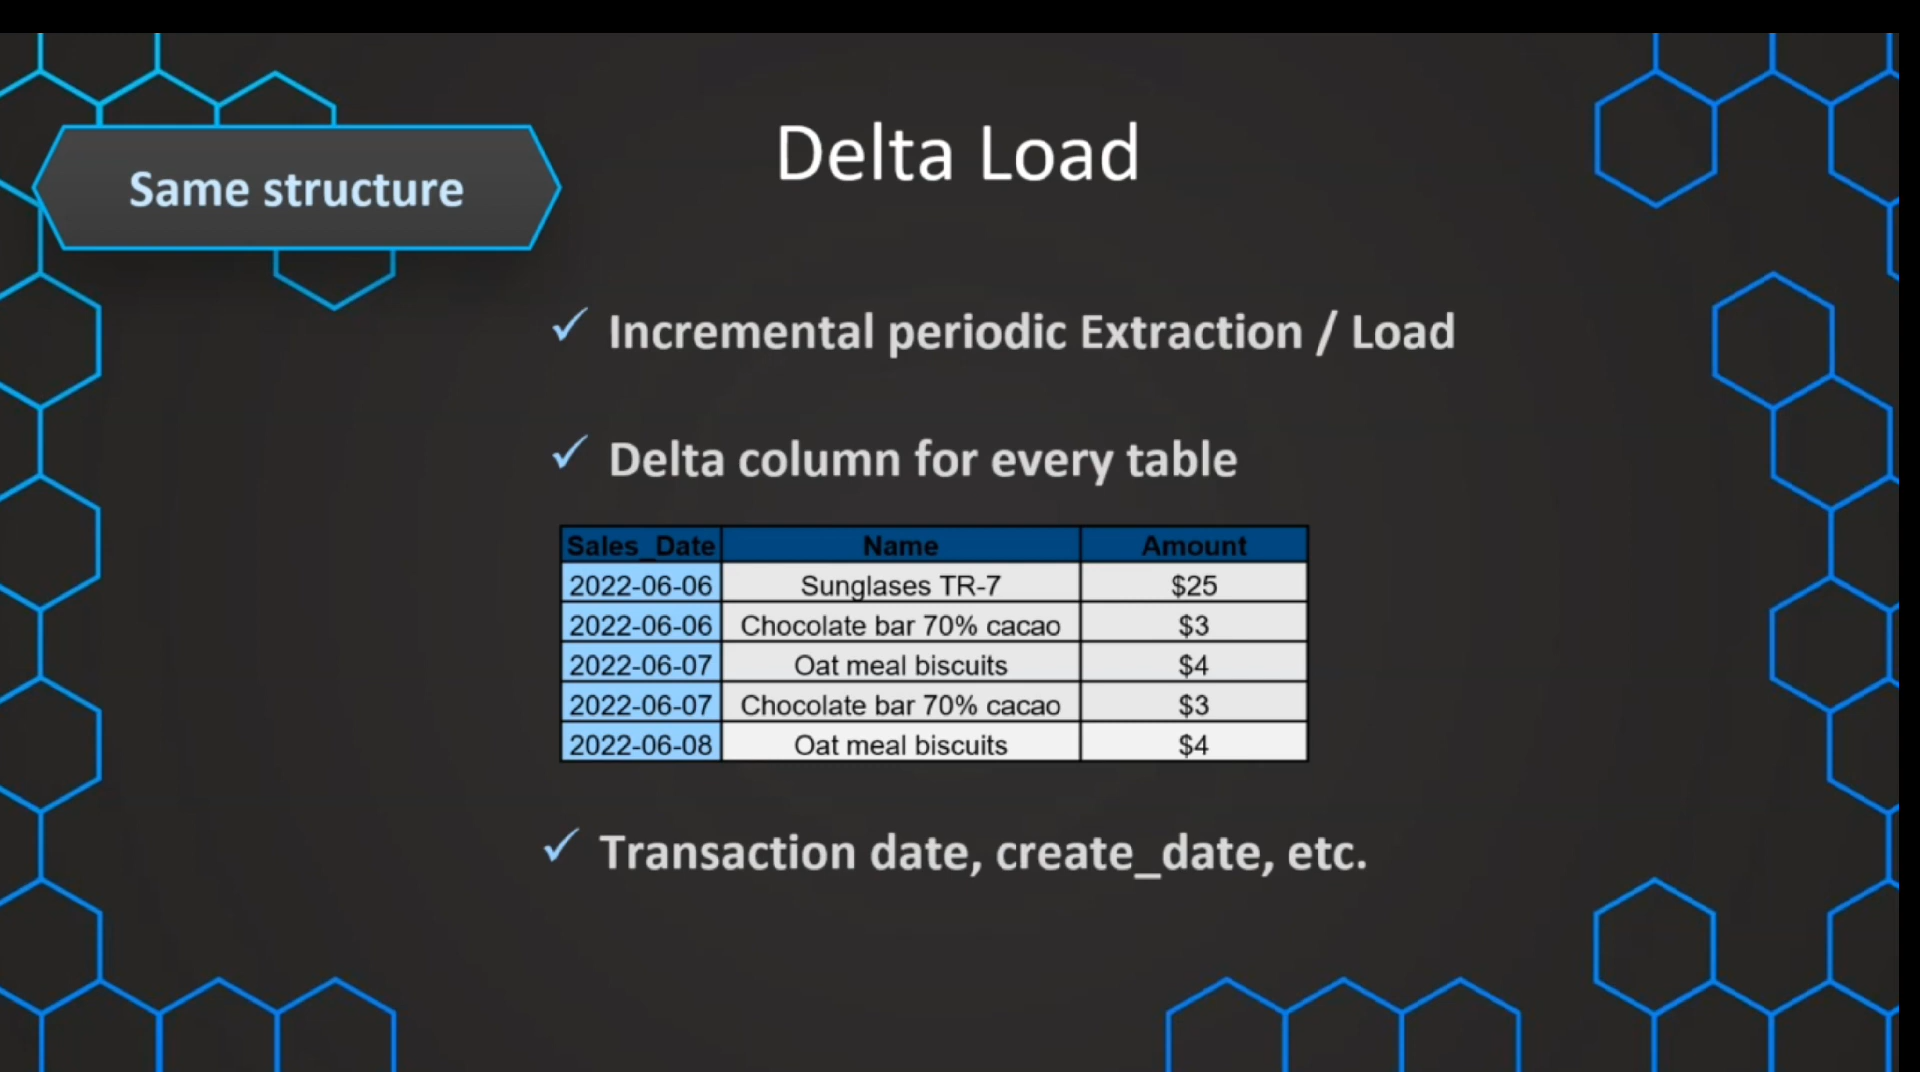 Same structure
Delta Load
✓ Incremental periodic Extraction / Load
✓ Delta column for every table
Sales_Date Name Amount
2022-06-06 Sunglases TR-7 $25
2022-06-06 Chocolate bar 70% cacao $3
2022-06-07 Oat meal biscuits $4
2022-06-07 Chocolate bar 70% cacao $3
2022-06-08 Oat meal biscuits $4
✓ Transaction date, create_date, etc.